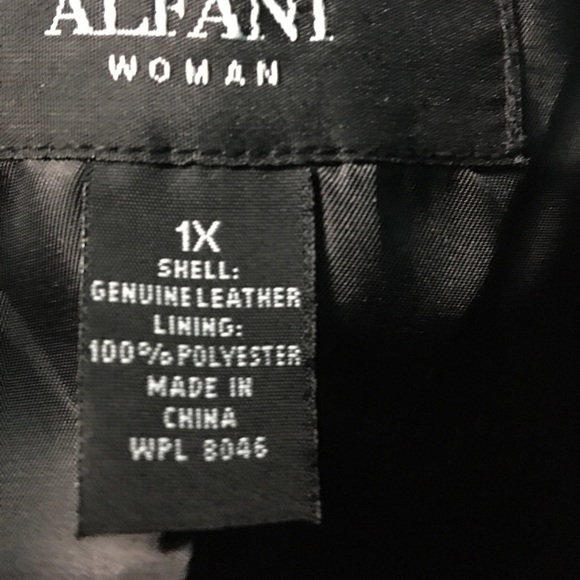 ALFANI
WOMAN
1X
SHELL:
GENUINE LEATHER
LINING:
100% POLYESTER
MADE IN
CHINA
WPL 8046